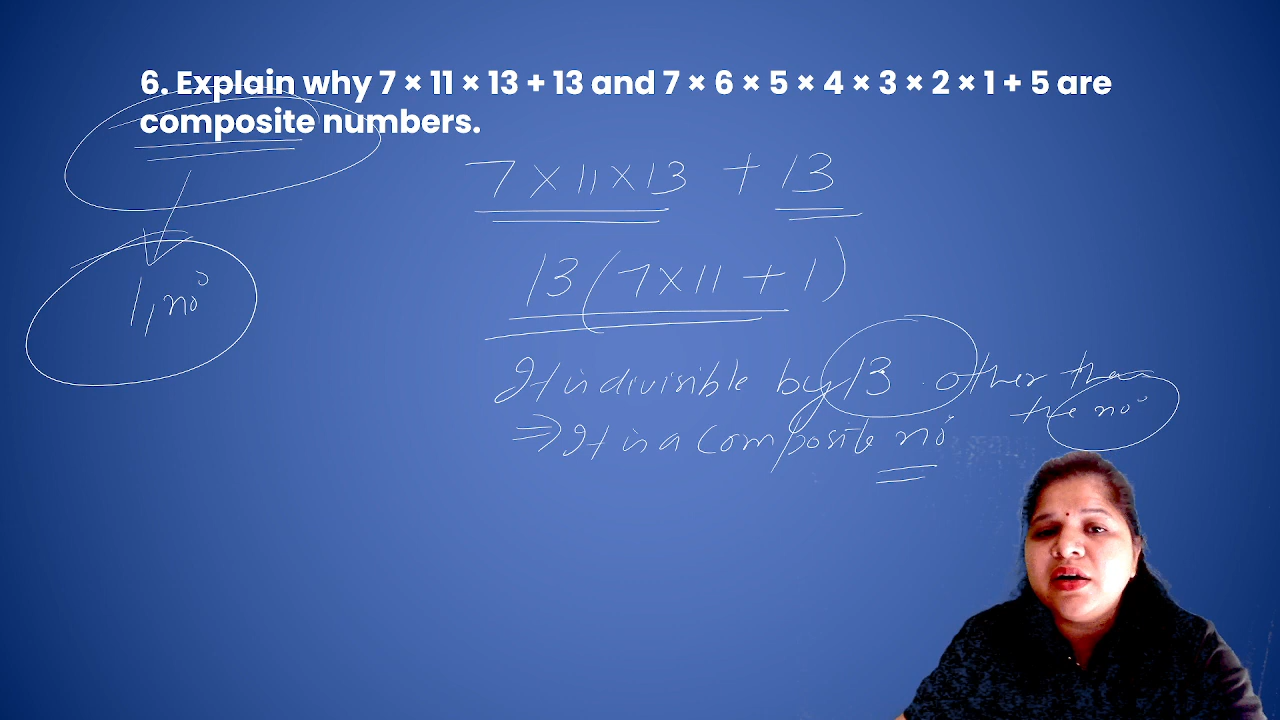 6. Explain why 7 × 11 × 13 + 13 and 7 × 6 × 5 × 4 × 3 × 2 × 1 + 5 are
composite numbers.
7 × 11 × 13 + 13
13 (7 × 11 + 1)
1, no
It is divisible by 13 other than
the no
⇒ It is a composite no